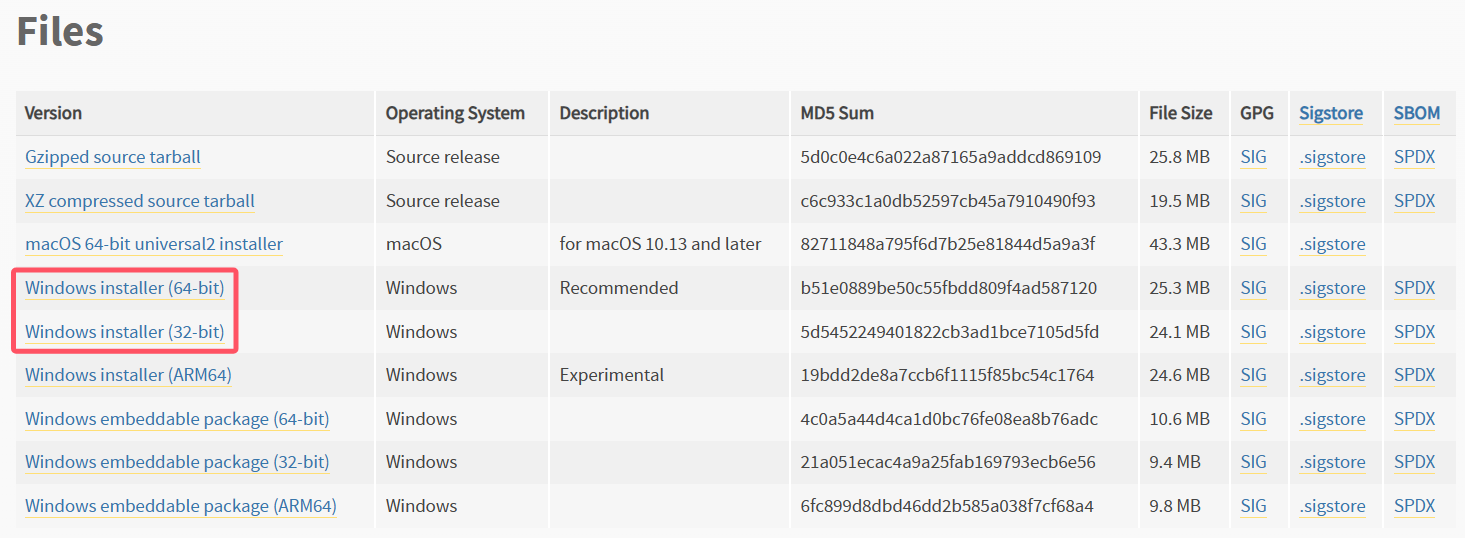 Files
Version Operating System Description MD5 Sum File Size GPG Sigstore SBOM
Gzipped source tarball Source release 5d0c0e4c6a022a87165a9addcd869109 25.8 MB SIG .sigstore SPDX
XZ compressed source tarball Source release c6c933c1a0db52597cb45a7910490f93 19.5 MB SIG .sigstore SPDX
macOS 64-bit universal2 installer macOS for macOS 10.13 and later 82711848a795f6d7b25e81844d5a9a3f 43.3 MB SIG .sigstore
Windows installer (64-bit) Windows Recommended b51e0889be50c55fbdd809f4ad587120 25.3 MB SIG .sigstore SPDX
Windows installer (32-bit) Windows 5d5452249401822cb3ad1bce7105d5fd 24.1 MB SIG .sigstore SPDX
Windows installer (ARM64) Windows Experimental 19bdd2de8a7ccb6f1115f85bc54c1764 24.6 MB SIG .sigstore SPDX
Windows embeddable package (64-bit) Windows 4c0a5a44d4ca1d0bc76fe08ea8b76adc 10.6 MB SIG .sigstore SPDX
Windows embeddable package (32-bit) Windows 21a051ecac4a9a25fab169793ecb6e56 9.4 MB SIG .sigstore SPDX
Windows embeddable package (ARM64) Windows 6fc899d8dbd46dd2b585a038f7cf68a4 9.8 MB SIG .sigstore SPDX